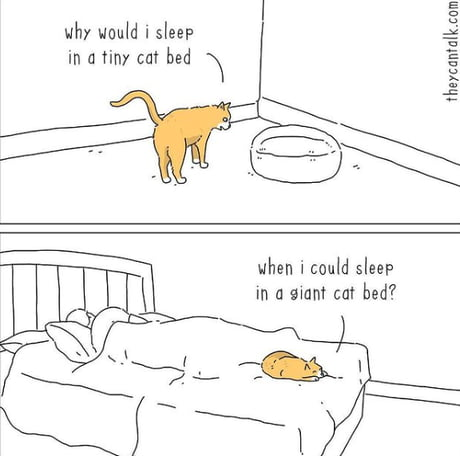 why would i sleep
in a tiny cat bed
theycantalk.com
when i could sleep
in a giant cat bed?